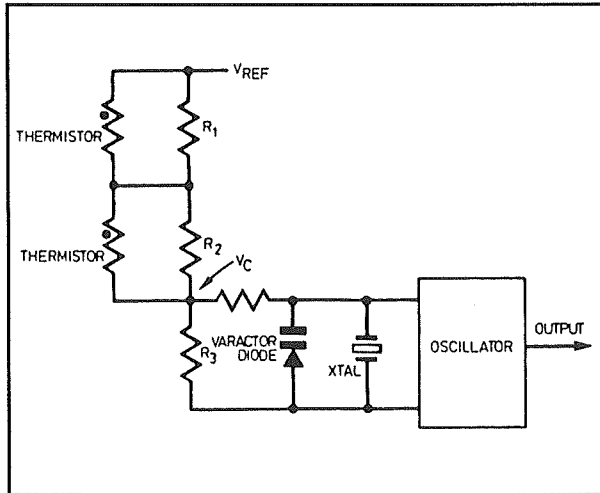 VREF
THERMISTOR
R1
THERMISTOR
R2
VC
R3
VARACTOR
DIODE
XTAL
OSCILLATOR
OUTPUT